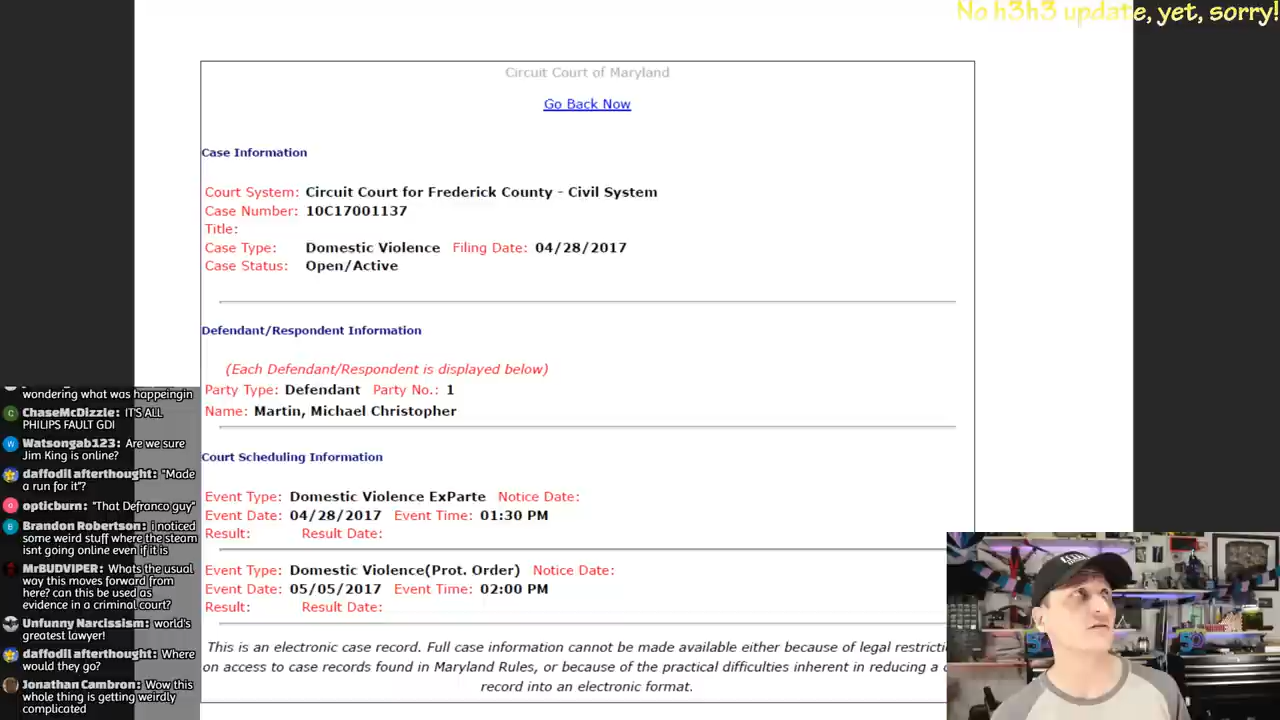 No h3h3 update, yet, sorry!
Circuit Court of Maryland
Go Back Now
Case Information
Court System: Circuit Court for Frederick County - Civil System
Case Number: 10C17001137
Title:
Case Type: Domestic Violence Filing Date: 04/28/2017
Case Status: Open/Active
Defendant/Respondent Information
(Each Defendant/Respondent is displayed below)
Party Type: Defendant Party No.: 1
Name: Martin, Michael Christopher
Court Scheduling Information
Event Type: Domestic Violence ExParte Notice Date:
Event Date: 04/28/2017 Event Time: 01:30 PM
Result: Result Date:
Event Type: Domestic Violence(Prot. Order) Notice Date:
Event Date: 05/05/2017 Event Time: 02:00 PM
Result: Result Date:
This is an electronic case record. Full case information cannot be made available either because of legal restricti
on access to case records found in Maryland Rules, or because of the practical difficulties inherent in reducing a
record into an electronic format.
wondering what was happeingin
ChaseMcDizzle: IT'S ALL
PHILIPS FAULT GDI
Watsongab123: Are we sure
Jim King is online?
daffodil afterthought: "Made
a run for it"?
opticburn: "That Defranco guy"
Brandon Robertson: i noticed
some weird stuff where the steam
isnt going online even if it is
MrBUDVIPER: Whats the usual
way this moves forward from
here? can this be used as
evidence in a criminal court?
Unfunny Narcissism: world's
greatest lawyer!
daffodil afterthought: Where
would they go?
Jonathan Cambron: Wow this
whole thing is getting weirdly
complicated